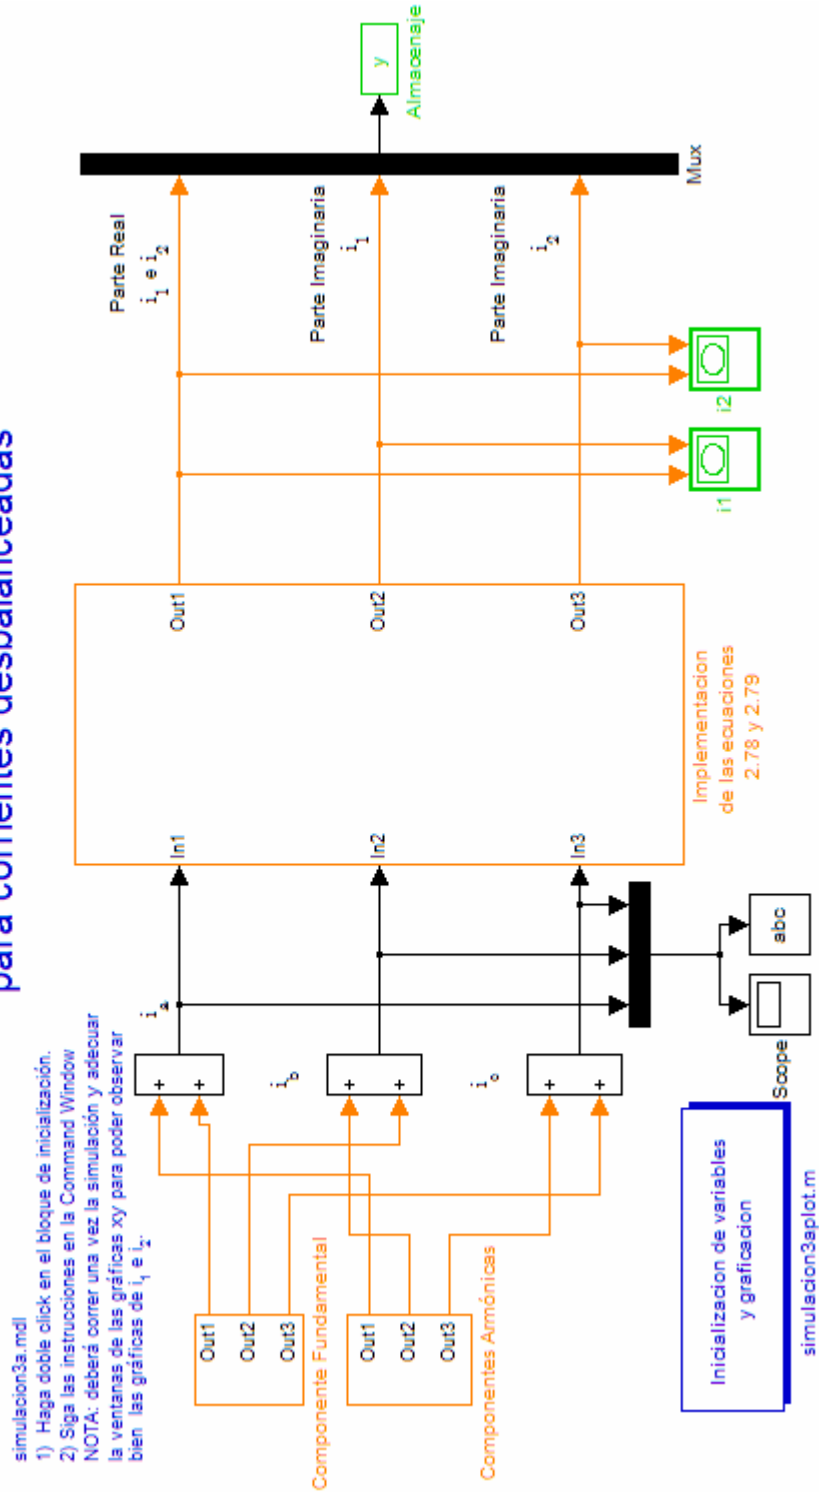 para corrientes desbalanceadas
simulacion3a.mdl
1) Haga doble click en el bloque de inicialización.
2) Siga las instrucciones en la Command Window
NOTA: deberá correr una vez la simulación y adecuar
la ventanas de las gráficas xy para poder observar
bien las gráficas de i1 e i2.
Out1
Out2
Out3
Componente Fundamental
Out1
Out2
Out3
Componentes Armónicas
+
+
ia
+
+
ib
+
+
ic
Scope
abc
In1
In2
In3
Out1
Out2
Out3
Implementacion
de las ecuaciones
2.78 y 2.79
i1
i2
Parte Real
i1 e i2
Parte Imaginaria
i1
Parte Imaginaria
i2
Mux
y
Almacenaje
Inicializacion de variables
y graficacion
simulacion3aplot.m